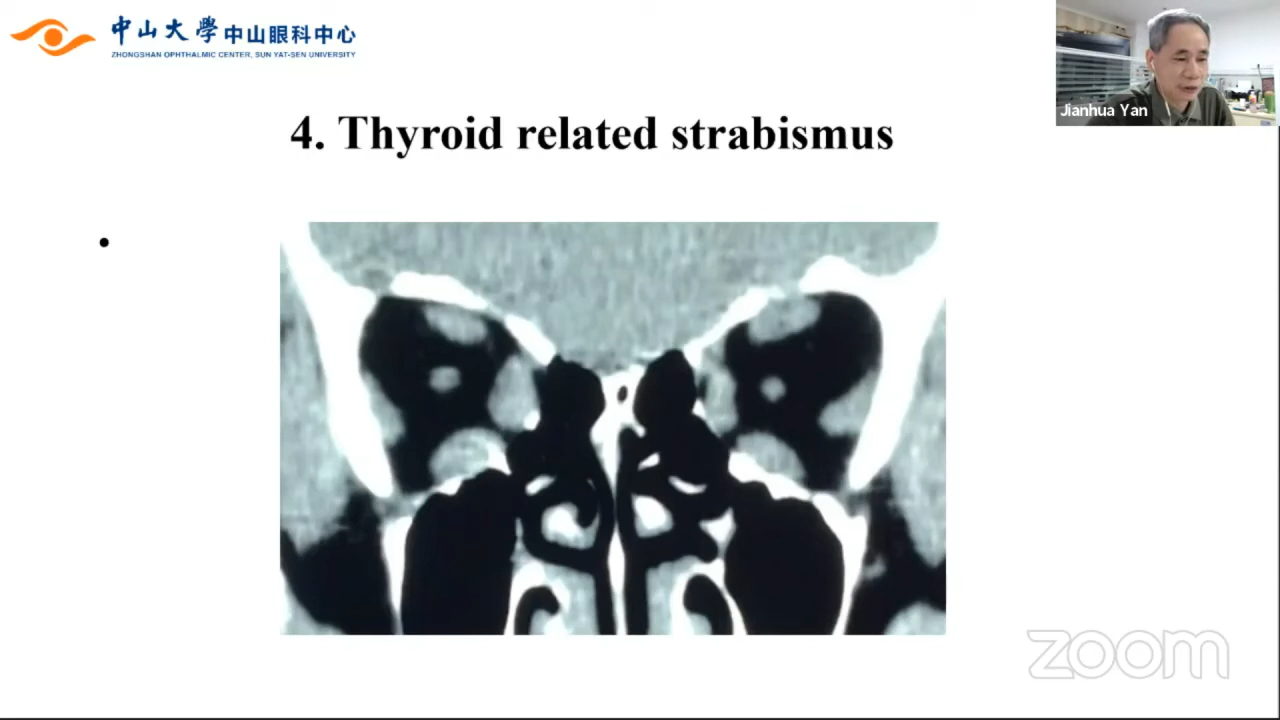 中山大學中山眼科中心
ZHONGSHAN OPHTHALMIC CENTER, SUN YAT-SEN UNIVERSITY
Jianhua Yan
4. Thyroid related strabismus
zoom